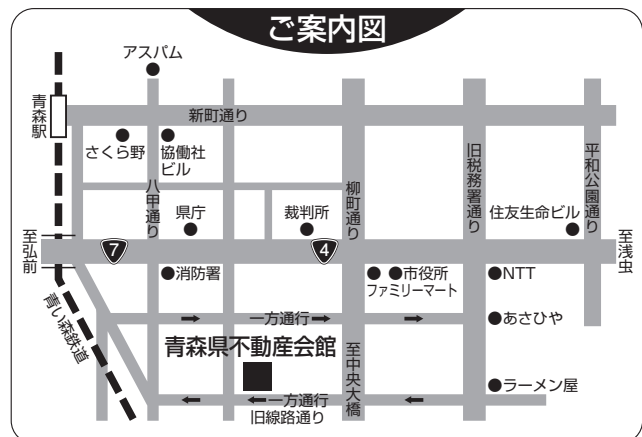 ご案内図
アスパム
青森駅
新町通り
さくら野
協働社
ビル
八甲通り
柳町通り
旧税務署通り
平和公園通り
県庁
裁判所
住友生命ビル
至弘前
7
4
至浅虫
消防署
市役所
ファミリーマート
NTT
青い森鉄道
一方通行
あさひや
青森県不動産会館
至中央大橋
ラーメン屋
一方通行
旧線路通り